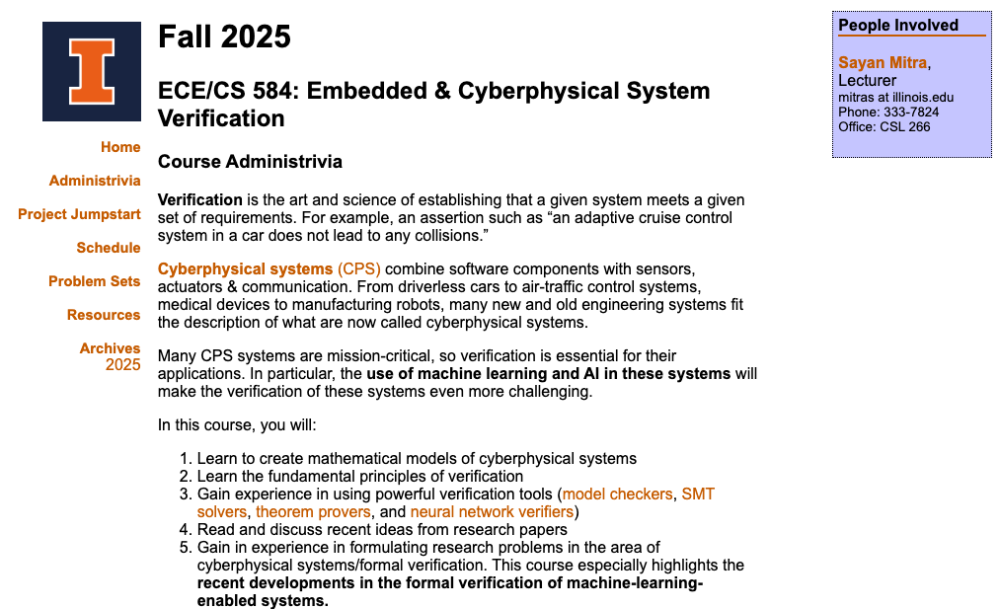 Fall 2025
ECE/CS 584: Embedded & Cyberphysical System
Verification
Course Administrivia
Verification is the art and science of establishing that a given system meets a given
set of requirements. For example, an assertion such as “an adaptive cruise control
system in a car does not lead to any collisions.”
Cyberphysical systems (CPS) combine software components with sensors,
actuators & communication. From driverless cars to air-traffic control systems,
medical devices to manufacturing robots, many new and old engineering systems fit
the description of what are now called cyberphysical systems.
Many CPS systems are mission-critical, so verification is essential for their
applications. In particular, the use of machine learning and AI in these systems will
make the verification of these systems even more challenging.
In this course, you will:
1. Learn to create mathematical models of cyberphysical systems
2. Learn the fundamental principles of verification
3. Gain experience in using powerful verification tools (model checkers, SMT
solvers, theorem provers, and neural network verifiers)
4. Read and discuss recent ideas from research papers
5. Gain in experience in formulating research problems in the area of
cyberphysical systems/formal verification. This course especially highlights the
recent developments in the formal verification of machine-learning-
enabled systems.
Home
Administrivia
Project Jumpstart
Schedule
Problem Sets
Resources
Archives
2025
People Involved
Sayan Mitra,
Lecturer
mitras at illinois.edu
Phone: 333-7824
Office: CSL 266